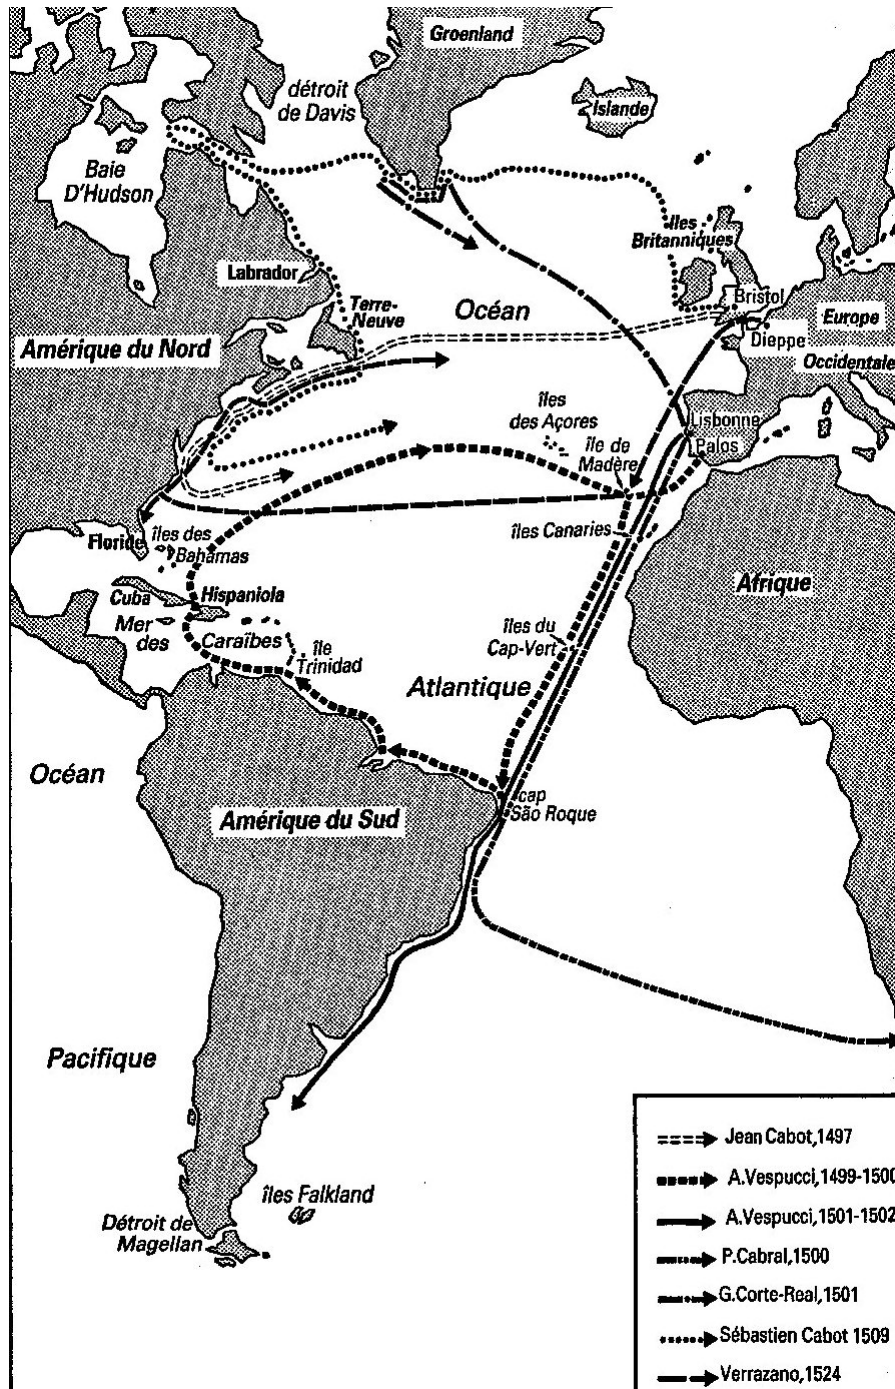 Groenland
détroit
de Davis
Islande
Baie
D'Hudson
Iles
Britanniques
Labrador
Terre-
Neuve
Océan
Bristol
Europe
Dieppe
Amérique du Nord
Occidentale
îles
des Açores
Lisbonne
Palos
île de
Madère
Floride
îles des
Bahamas
îles Canaries
Cuba
Hispaniola
Afrique
Mer
des
Caraïbes
île
Trinidad
îles du
Cap-Vert
Atlantique
Océan
cap
São Roque
Amérique du Sud
Pacifique
îles Falkland
Détroit de
Magellan
Jean Cabot,1497
A.Vespucci,1499-1500
A.Vespucci,1501-1502
P.Cabral,1500
G.Corte-Real,1501
Sébastien Cabot 1509
Verrazano,1524